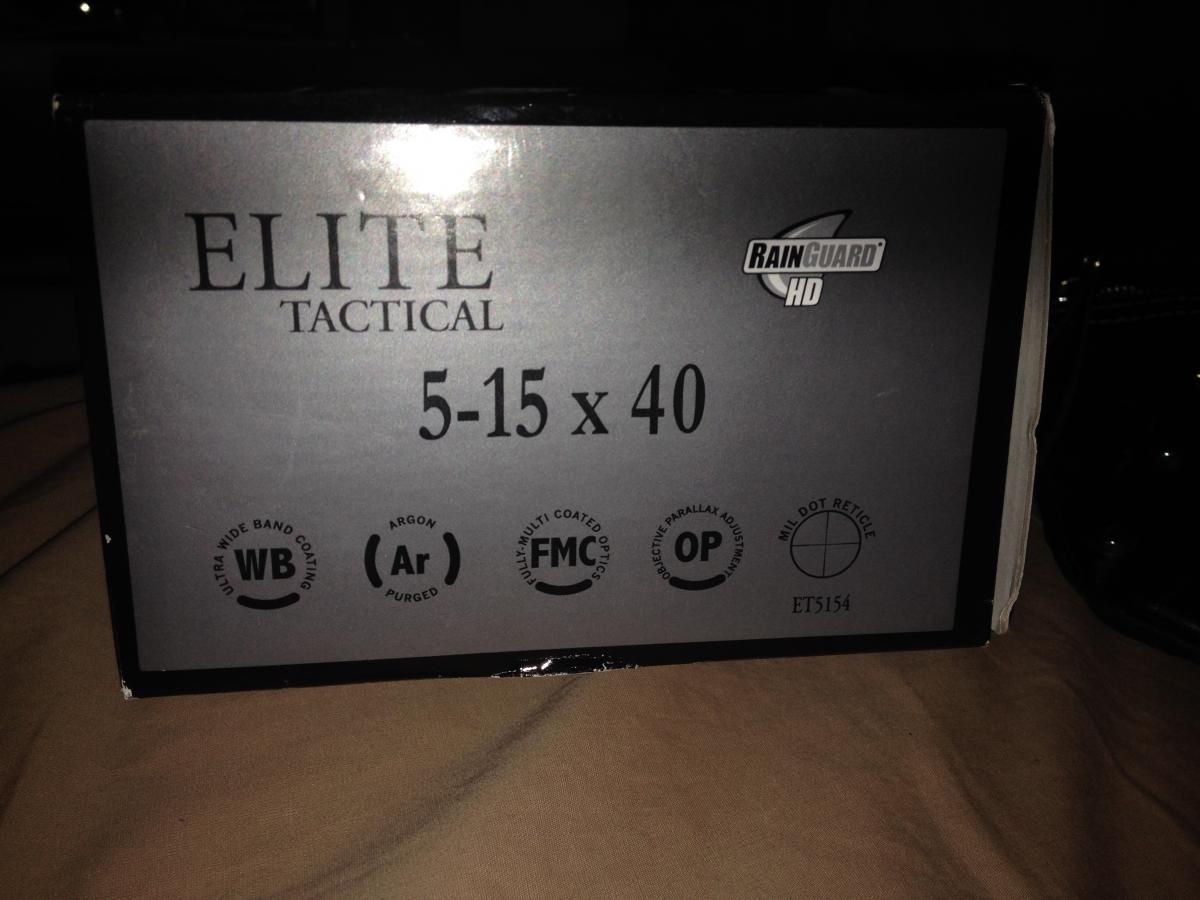 ELITE
TACTICAL
RAINGUARD®
HD
5-15 x 40
ULTRA WIDE BAND COATING
WB
ARGON
(Ar)
PURGED
FULLY-MULTI COATED OPTICS
FMC
OBJECTIVE PARALLAX ADJUSTMENT
OP
MIL DOT RETICLE
ET5154